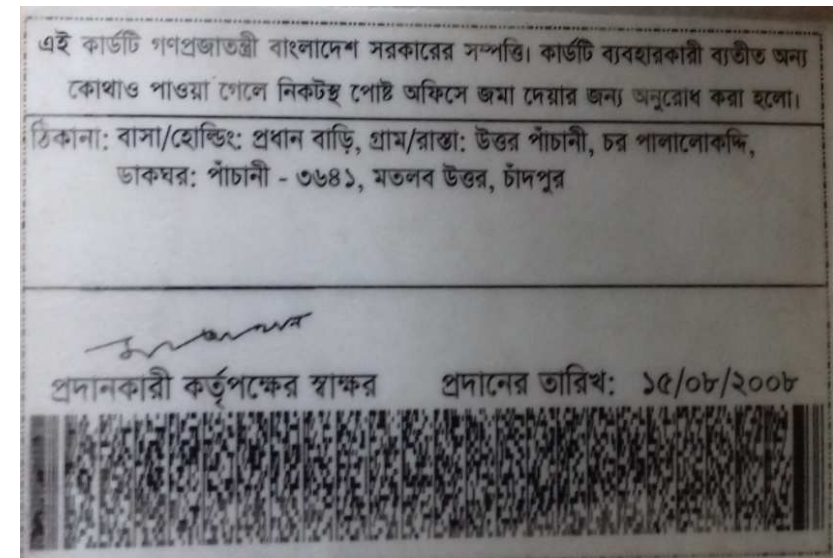 এই কার্ডটি গণপ্রজাতন্ত্রী বাংলাদেশ সরকারের সম্পত্তি। কার্ডটি ব্যবহারকারী ব্যতীত অন্য
কোথাও পাওয়া গেলে নিকটস্থ পোষ্ট অফিসে জমা দেয়ার জন্য অনুরোধ করা হলো।
ঠিকানা: বাসা/হোল্ডিং: প্রধান বাড়ি, গ্রাম/রাস্তা: উত্তর পাঁচানী, চর পালালোকদি,
ডাকঘর: পাঁচানী - ৩৬৪১, মতলব উত্তর, চাঁদপুর
প্রদানকারী কর্তৃপক্ষের স্বাক্ষর প্রদানের তারিখ: ১৫/০৮/২০০৮